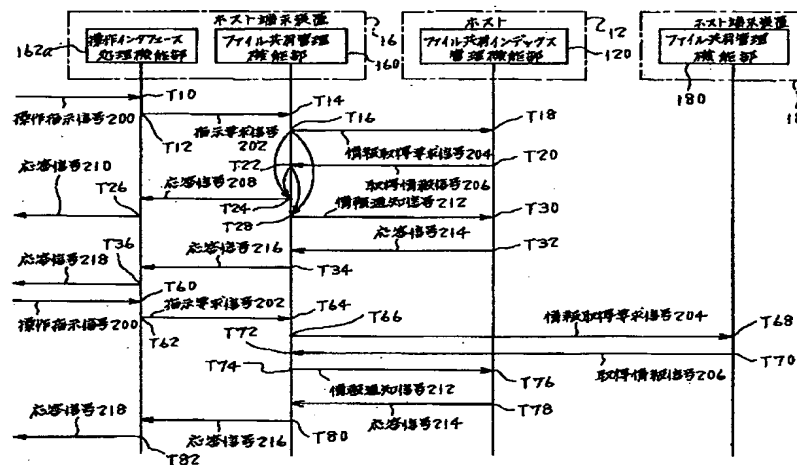 ホスト端末装置
16
操作インタフェース
処理機能部
162a
ファイル共有管理
機能部
160
ホスト
12
ファイル共有インデックス
管理機能部
120
ホスト端末装置
ファイル共有管理
機能部
180
T10
操作指示信号200
T12
T14
指示要求信号
202
T16
T18
情報取得要求信号204
T20
T22
取得情報信号206
応答信号210
応答信号208
T24
T26
T28
情報通知信号212
T30
応答信号214
T32
応答信号218
T36
応答信号216
T34
T60
操作指示信号200
指示要求信号202
T62
T64
T66
情報取得要求信号204
T68
T72
T70
取得情報信号206
T74
情報通知信号212
T76
応答信号214
T78
応答信号218
応答信号216
T80
T82